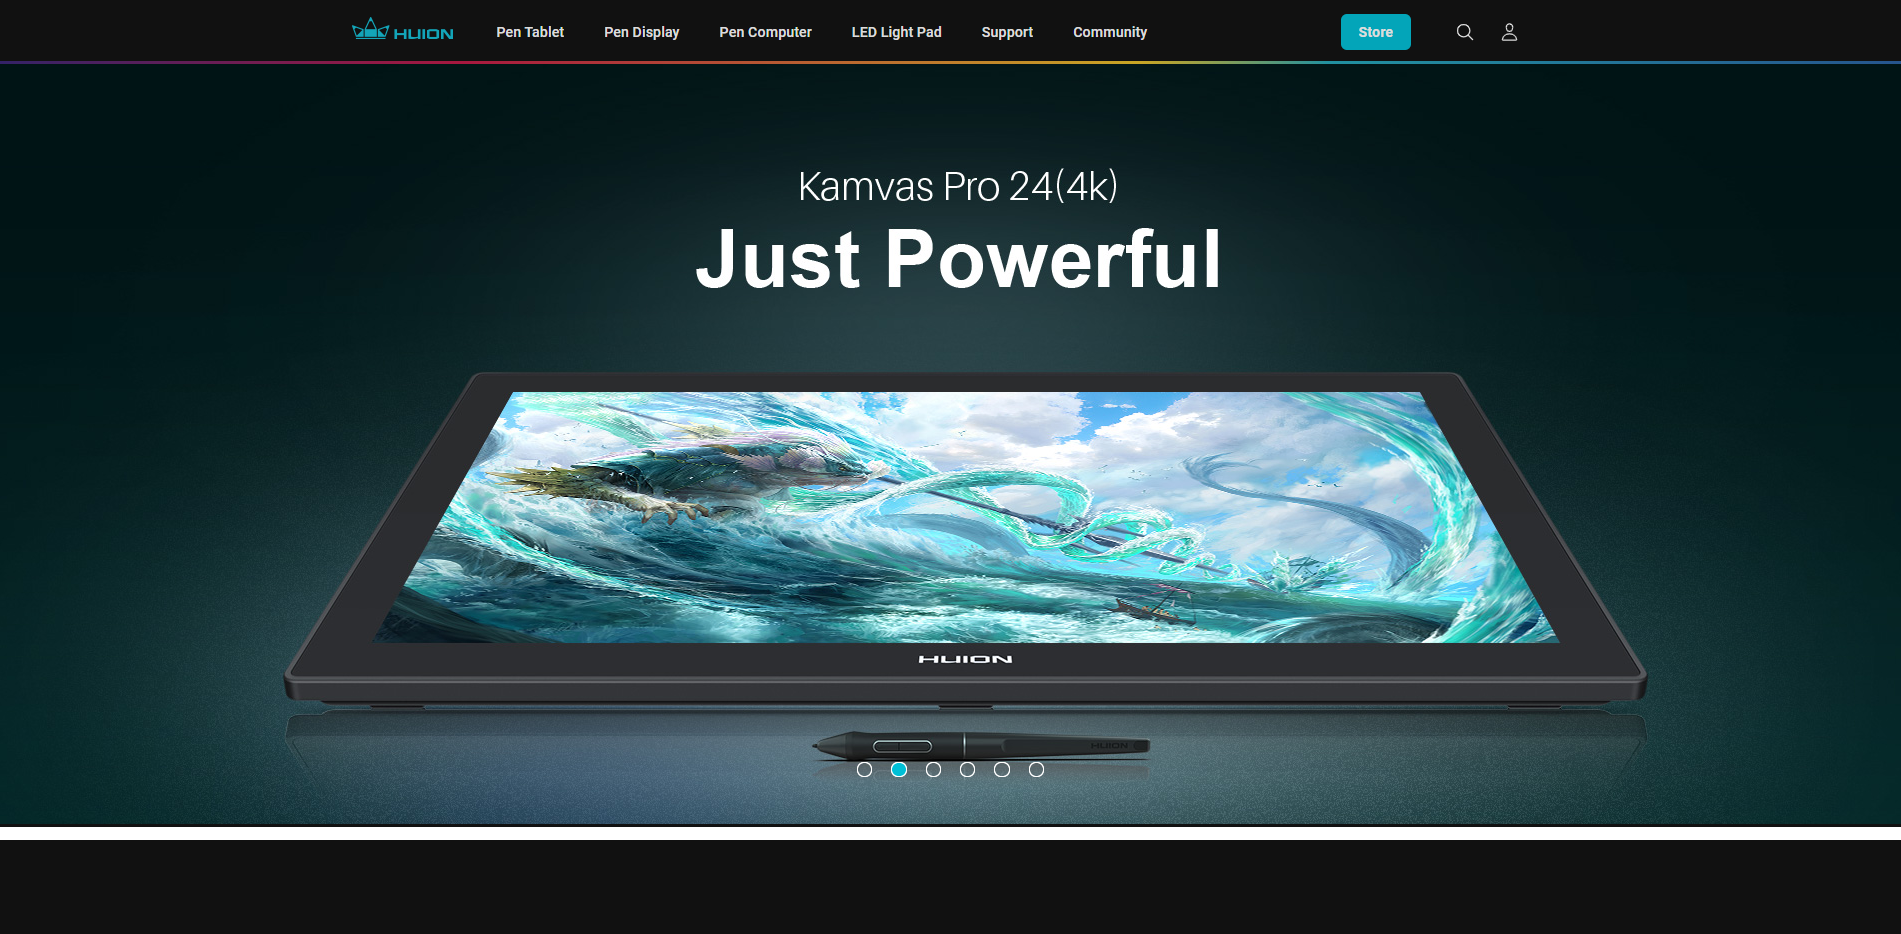 HUION
Pen Tablet
Pen Display
Pen Computer
LED Light Pad
Support
Community
Store
Kamvas Pro 24(4k)
Just Powerful
HUION
HUION